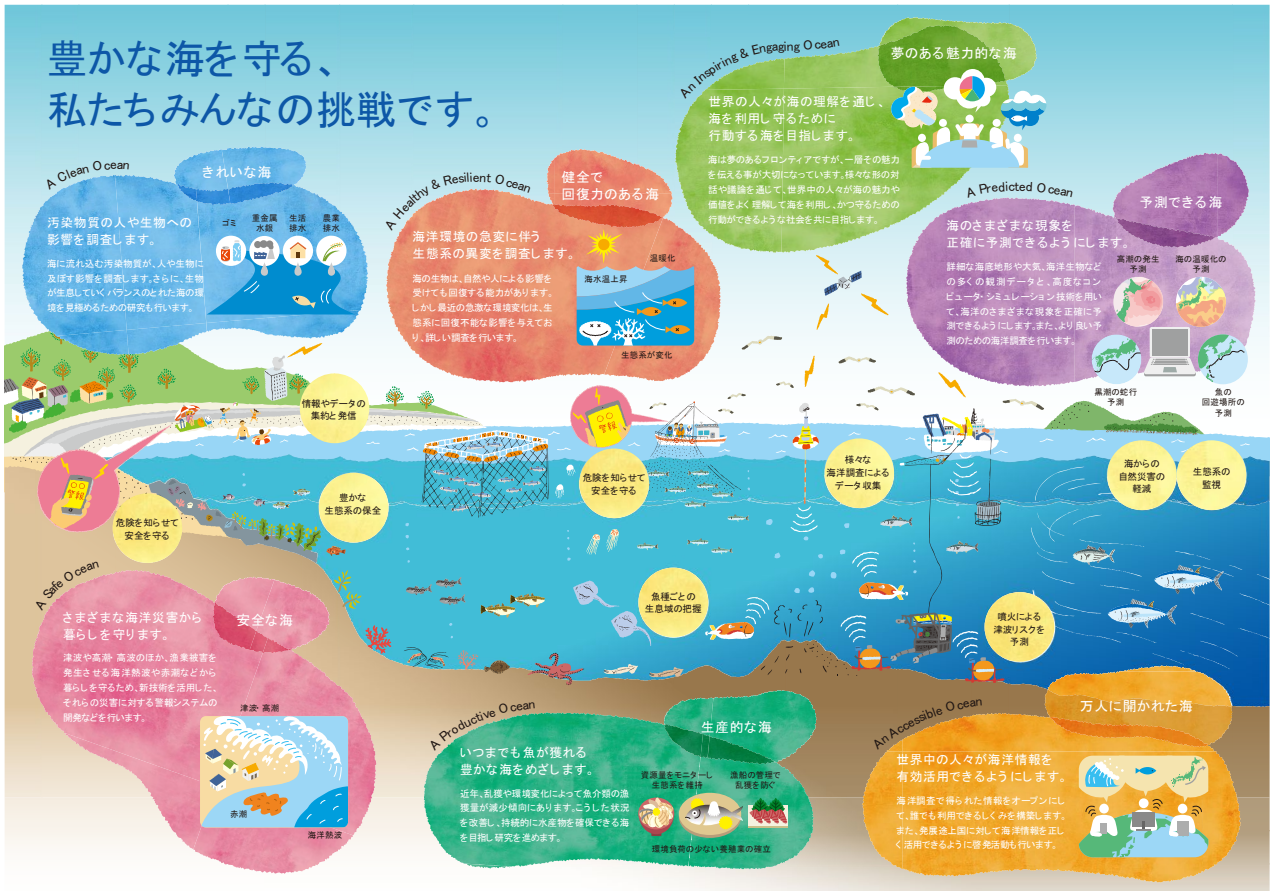 豊かな海を守る、
私たちみんなの挑戦です。
A Clean Ocean
きれいな海
汚染物質の人や生物への
影響を調査します。
海に流れ込む汚染物質が、人や生物に
及ぼす影響を調査します。さらに、生物
が生息していくバランスのとれた海の環
境を見極めるための研究も行います。
ゴミ
重金属
水銀
生活
排水
農業
排水
A Healthy & Resilient Ocean
健全で
回復力のある海
海洋環境の急変に伴う
生態系の異変を調査します。
海の生物は、自然や人による影響を
受けても回復する能力があります。
しかし最近の急激な環境変化は、生
態系に回復不能な影響を与えてお
り、詳しい調査を行います。
温暖化
海水温上昇
生態系が変化
An Inspiring & Engaging Ocean
夢のある魅力的な海
世界の人々が海の理解を通じ、
海を利用し守るために
行動する海を目指します。
海は夢のあるフロンティアですが、一層その魅力
を伝える事が大切になっています。様々な形の対
話や議論を通じて、世界中の人々が海の魅力や
価値をよく理解して海を利用し、かつ守るための
行動ができるような社会を共に目指します。
A Predicted Ocean
予測できる海
海のさまざまな現象を
正確に予測できるようにします。
詳細な海底地形や大気、海洋生物など
の多くの観測データと、高度なコン
ピュータ・シミュレーション技術を用い
て、海洋のさまざまな現象を正確に予
測できるようにします。また、より良い予
測のための海洋調査を行います。
高潮の発生
予測
海の温暖化の
予測
黒潮の蛇行
予測
魚の
回遊場所の
予測
情報やデータの
集約と発信
警報
危険を知らせて
安全を守る
様々な
海洋調査による
データ収集
海からの
自然災害の
軽減
生態系の
監視
警報
危険を知らせて
安全を守る
豊かな
生態系の保全
魚種ごとの
生息域の把握
噴火による
津波リスクを
予測
A Safe Ocean
安全な海
さまざまな海洋災害から
暮らしを守ります。
津波や高潮・高波のほか、漁業被害を
発生させる海洋熱波や赤潮などから
暮らしを守るため、新技術を活用した、
それらの災害に対する警報システムの
開発などを行います。
津波・高潮
赤潮
海洋熱波
A Productive Ocean
生産的な海
いつまでも魚が獲れる
豊かな海をめざします。
近年、乱獲や環境変化によって魚介類の漁
獲量が減少傾向にあります。こうした状況
を改善し、持続的に水産物を確保できる海
を目指し研究を進めます。
資源量をモニターし
生態系を維持
漁船の管理で
乱獲を防ぐ
環境負荷の少ない養殖業の確立
An Accessible Ocean
万人に開かれた海
世界中の人々が海洋情報を
有効活用できるようにします。
海洋調査で得られた情報をオープンにし
て、誰でも利用できるしくみを構築します。
また、発展途上国に対して海洋情報を正し
く活用できるように啓発活動も行います。